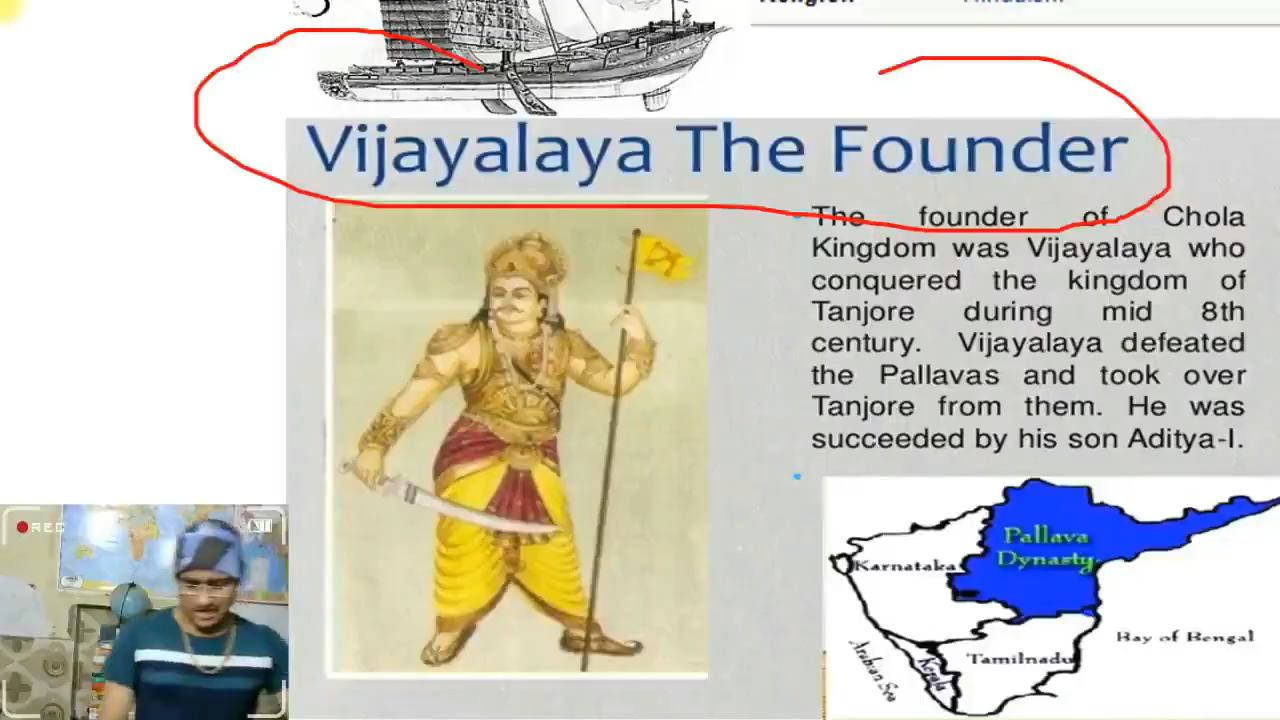 Vijayalaya The Founder
The founder of Chola
Kingdom was Vijayalaya who
conquered the kingdom of
Tanjore during mid 8th
century. Vijayalaya defeated
the Pallavas and took over
Tanjore from them. He was
succeeded by his son Aditya-I.
REC
Pallava
Dynasty
Karnataka
Bay of Bengal
Tamilnadu
Kerala
Arabian Sea